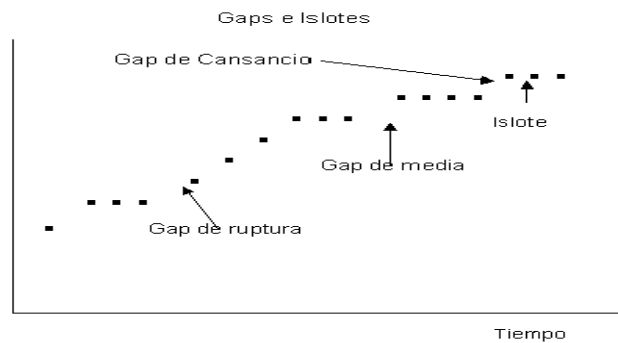 Gaps e Islotes
Gap de Cansancio
Islote
Gap de media
Gap de ruptura
Tiempo